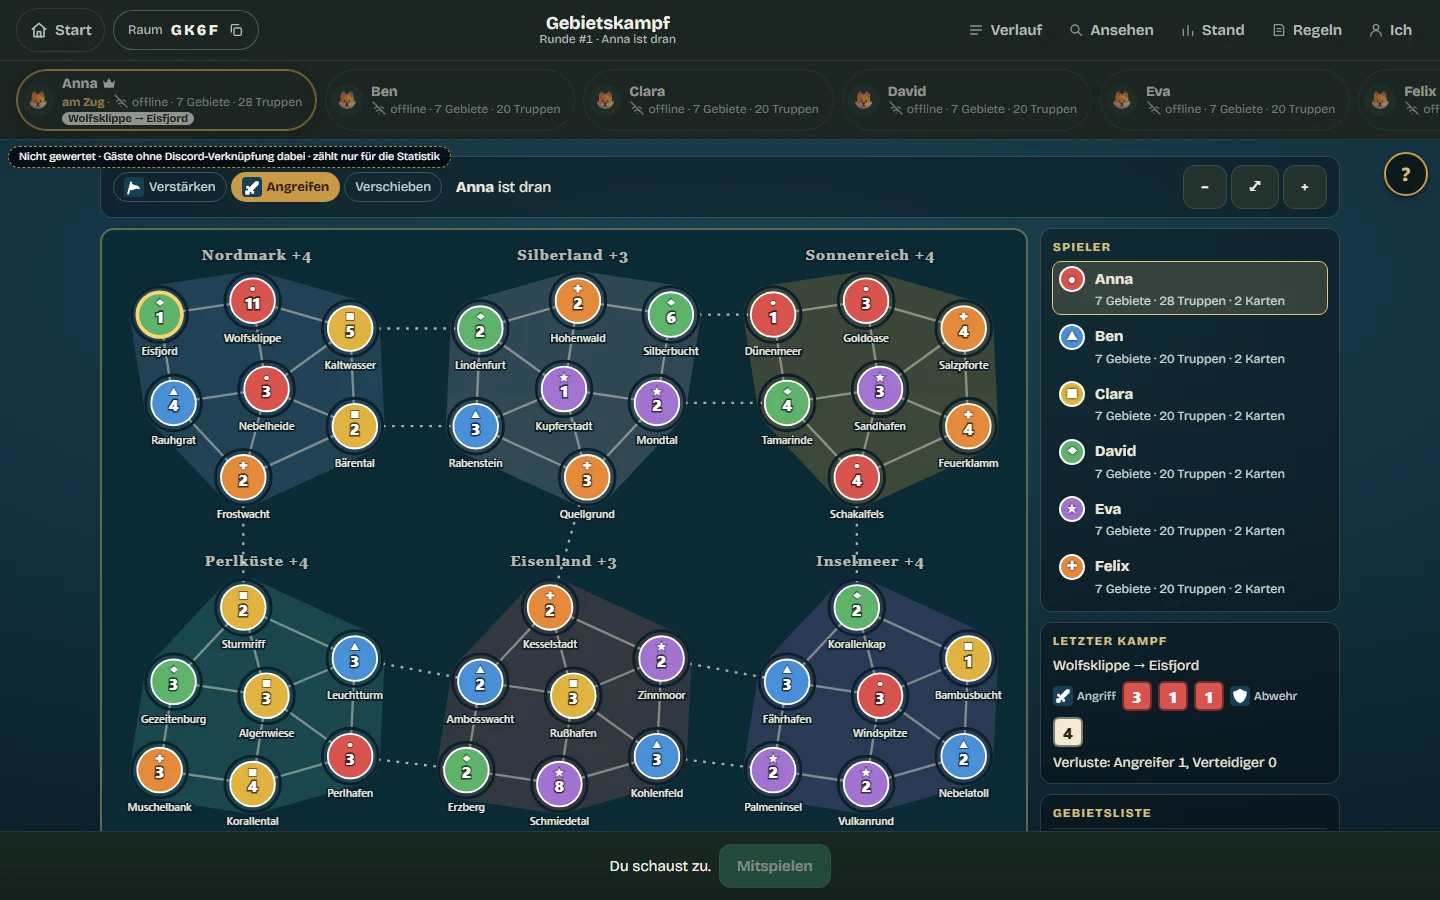 Start
Raum GK6F
Gebietskampf
Runde #1 · Anna ist dran
Verlauf
Ansehen
Stand
Regeln
Ich
Anna
am Zug · offline · 7 Gebiete · 28 Truppen
Wolfsklippe → Eisfjord
Ben
offline · 7 Gebiete · 20 Truppen
Clara
offline · 7 Gebiete · 20 Truppen
David
offline · 7 Gebiete · 20 Truppen
Eva
offline · 7 Gebiete · 20 Truppen
Felix
off
Nicht gewertet · Gäste ohne Discord-Verknüpfung dabei · zählt nur für die Statistik
Verstärken
Angreifen
Verschieben
Anna ist dran
−
+
?
Nordmark +4
Silberland +3
Sonnenreich +4
1
Eisfjord
11
Wolfsklippe
5
Kaltwasser
4
Rauhgrat
3
Nebelheide
2
Bärental
2
Frostwacht
2
Lindenfurt
2
Hohenwald
6
Silberbucht
1
Kupferstadt
2
Mondtal
3
Rabenstein
3
Quellgrund
1
Dünenmeer
3
Goldoase
4
Salzpforte
4
Tamarinde
3
Sandhafen
4
Feuerklamm
4
Schakalfels
Perlküste +4
Eisenland +3
Inselmeer +4
2
Sturmriff
3
Leuchtturm
3
Gezeitenburg
3
Algenwiese
3
Muschelbank
4
Korallental
3
Perlhafen
2
Kesselstadt
2
Zinnmoor
2
Ambosswacht
3
Rußhafen
2
Erzberg
8
Schmiedetal
3
Kohlenfeld
2
Korallenkap
1
Bambusbucht
3
Fährhafen
3
Windspitze
2
Palmeninsel
2
Vulkanrund
2
Nebelatoll
SPIELER
Anna
7 Gebiete · 28 Truppen · 2 Karten
Ben
7 Gebiete · 20 Truppen · 2 Karten
Clara
7 Gebiete · 20 Truppen · 2 Karten
David
7 Gebiete · 20 Truppen · 2 Karten
Eva
7 Gebiete · 20 Truppen · 2 Karten
Felix
7 Gebiete · 20 Truppen · 2 Karten
LETZTER KAMPF
Wolfsklippe → Eisfjord
Angriff 3 1 1 Abwehr
4
Verluste: Angreifer 1, Verteidiger 0
GEBIETSLISTE
Du schaust zu.
Mitspielen